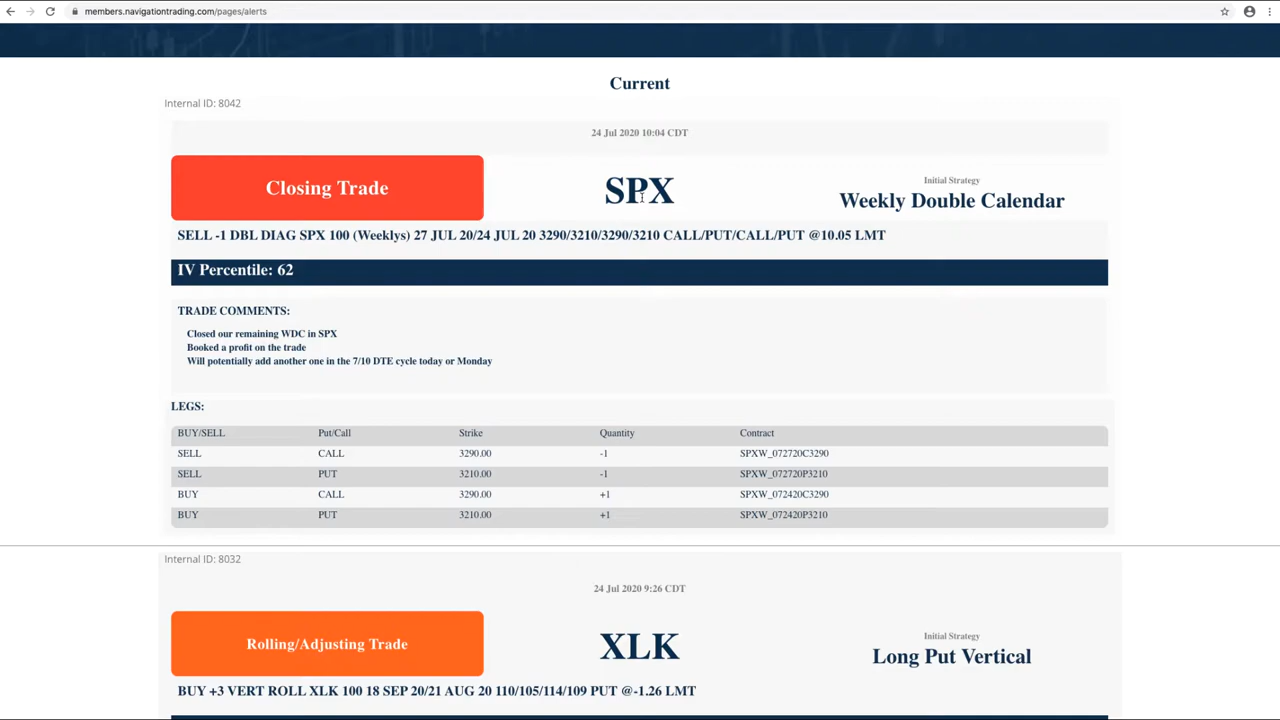 members.navigationtrading.com/pages/alerts
Current
Internal ID: 8042
24 Jul 2020 10:04 CDT
Closing Trade
SPX
Initial Strategy
Weekly Double Calendar
SELL -1 DBL DIAG SPX 100 (Weeklys) 27 JUL 20/24 JUL 20 3290/3210/3290/3210 CALL/PUT/CALL/PUT @10.05 LMT
IV Percentile: 62
TRADE COMMENTS:
Closed our remaining WDC in SPX
Booked a profit on the trade
Will potentially add another one in the 7/10 DTE cycle today or Monday
LEGS:
BUY/SELL Put/Call Strike Quantity Contract
SELL CALL 3290.00 -1 SPXW_072720C3290
SELL PUT 3210.00 -1 SPXW_072720P3210
BUY CALL 3290.00 +1 SPXW_072420C3290
BUY PUT 3210.00 +1 SPXW_072420P3210
Internal ID: 8032
24 Jul 2020 9:26 CDT
Rolling/Adjusting Trade
XLK
Initial Strategy
Long Put Vertical
BUY +3 VERT ROLL XLK 100 18 SEP 20/21 AUG 20 110/105/114/109 PUT @-1.26 LMT